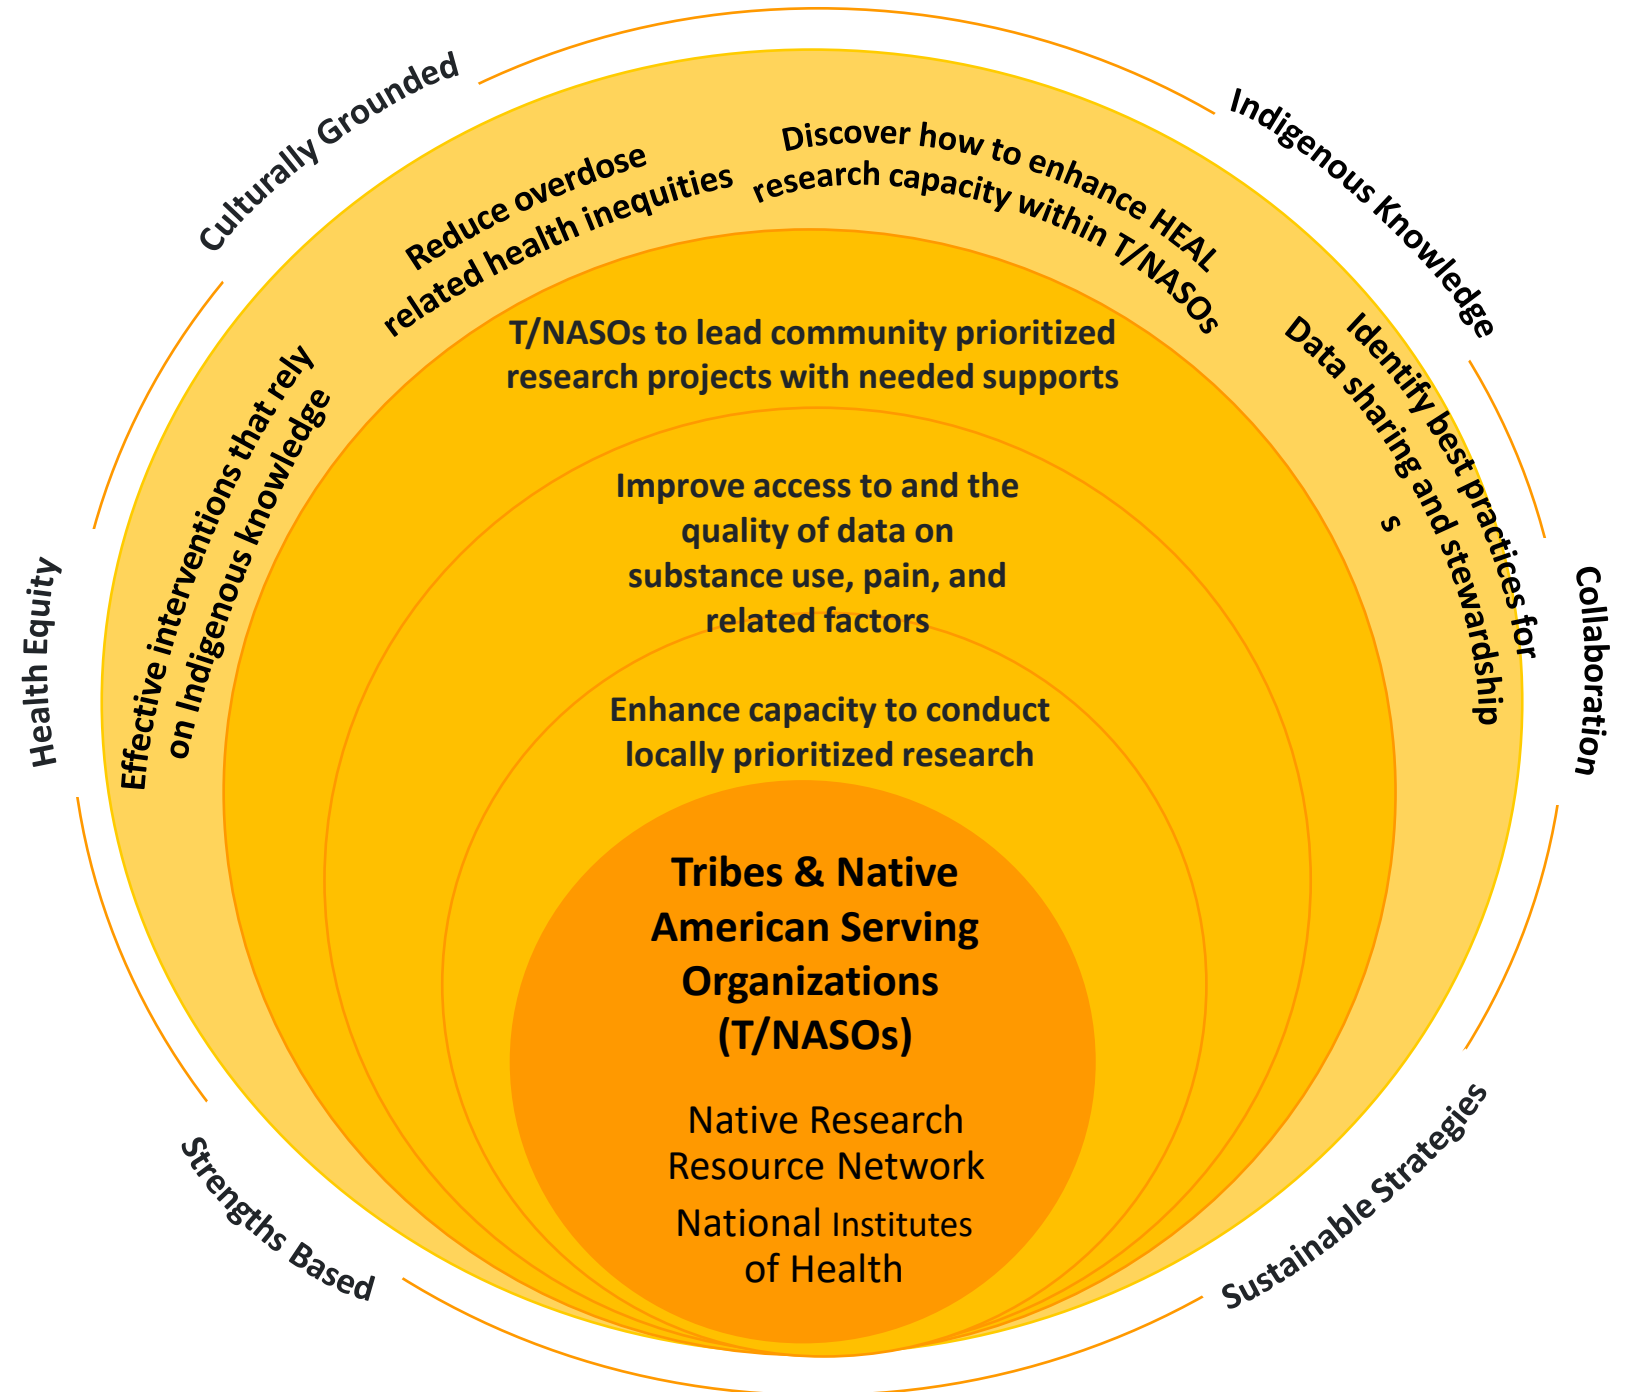 Culturally Grounded
Indigenous Knowledge
Collaboration
Sustainable Strategies
Strengths Based
Health Equity
Effective interventions that rely
on Indigenous knowledge
Reduce overdose
related health inequities
Discover how to enhance HEAL
research capacity within T/NASOs
Identify best practices for
Data sharing and stewardship
s
T/NASOs to lead community prioritized
research projects with needed supports
Improve access to and the
quality of data on
substance use, pain, and
related factors
Enhance capacity to conduct
locally prioritized research
Tribes & Native
American Serving
Organizations
(T/NASOs)
Native Research
Resource Network
National Institutes
of Health